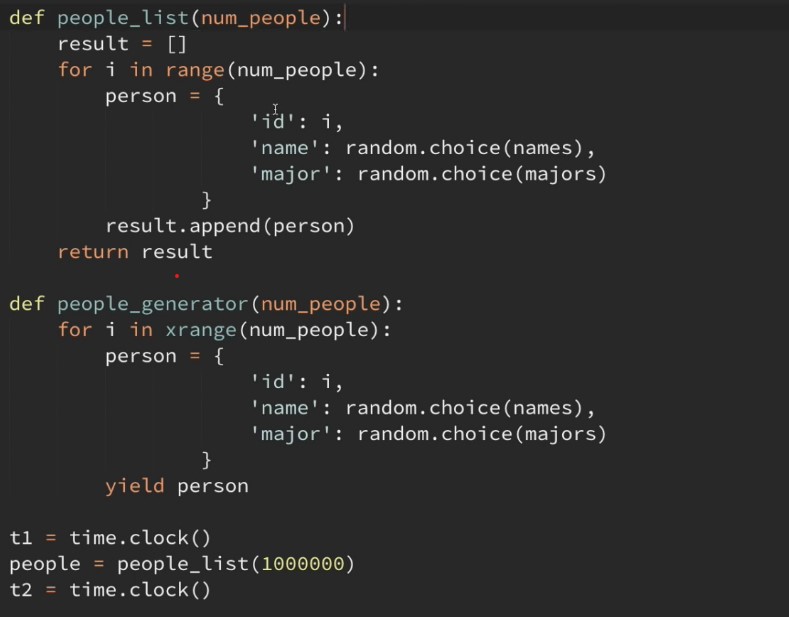 def people_list(num_people):
    result = []
    for i in range(num_people):
        person = {
                    'id': i,
                    'name': random.choice(names),
                    'major': random.choice(majors)
                }
        result.append(person)
    return result

def people_generator(num_people):
    for i in xrange(num_people):
        person = {
                    'id': i,
                    'name': random.choice(names),
                    'major': random.choice(majors)
                }
        yield person

t1 = time.clock()
people = people_list(1000000)
t2 = time.clock()